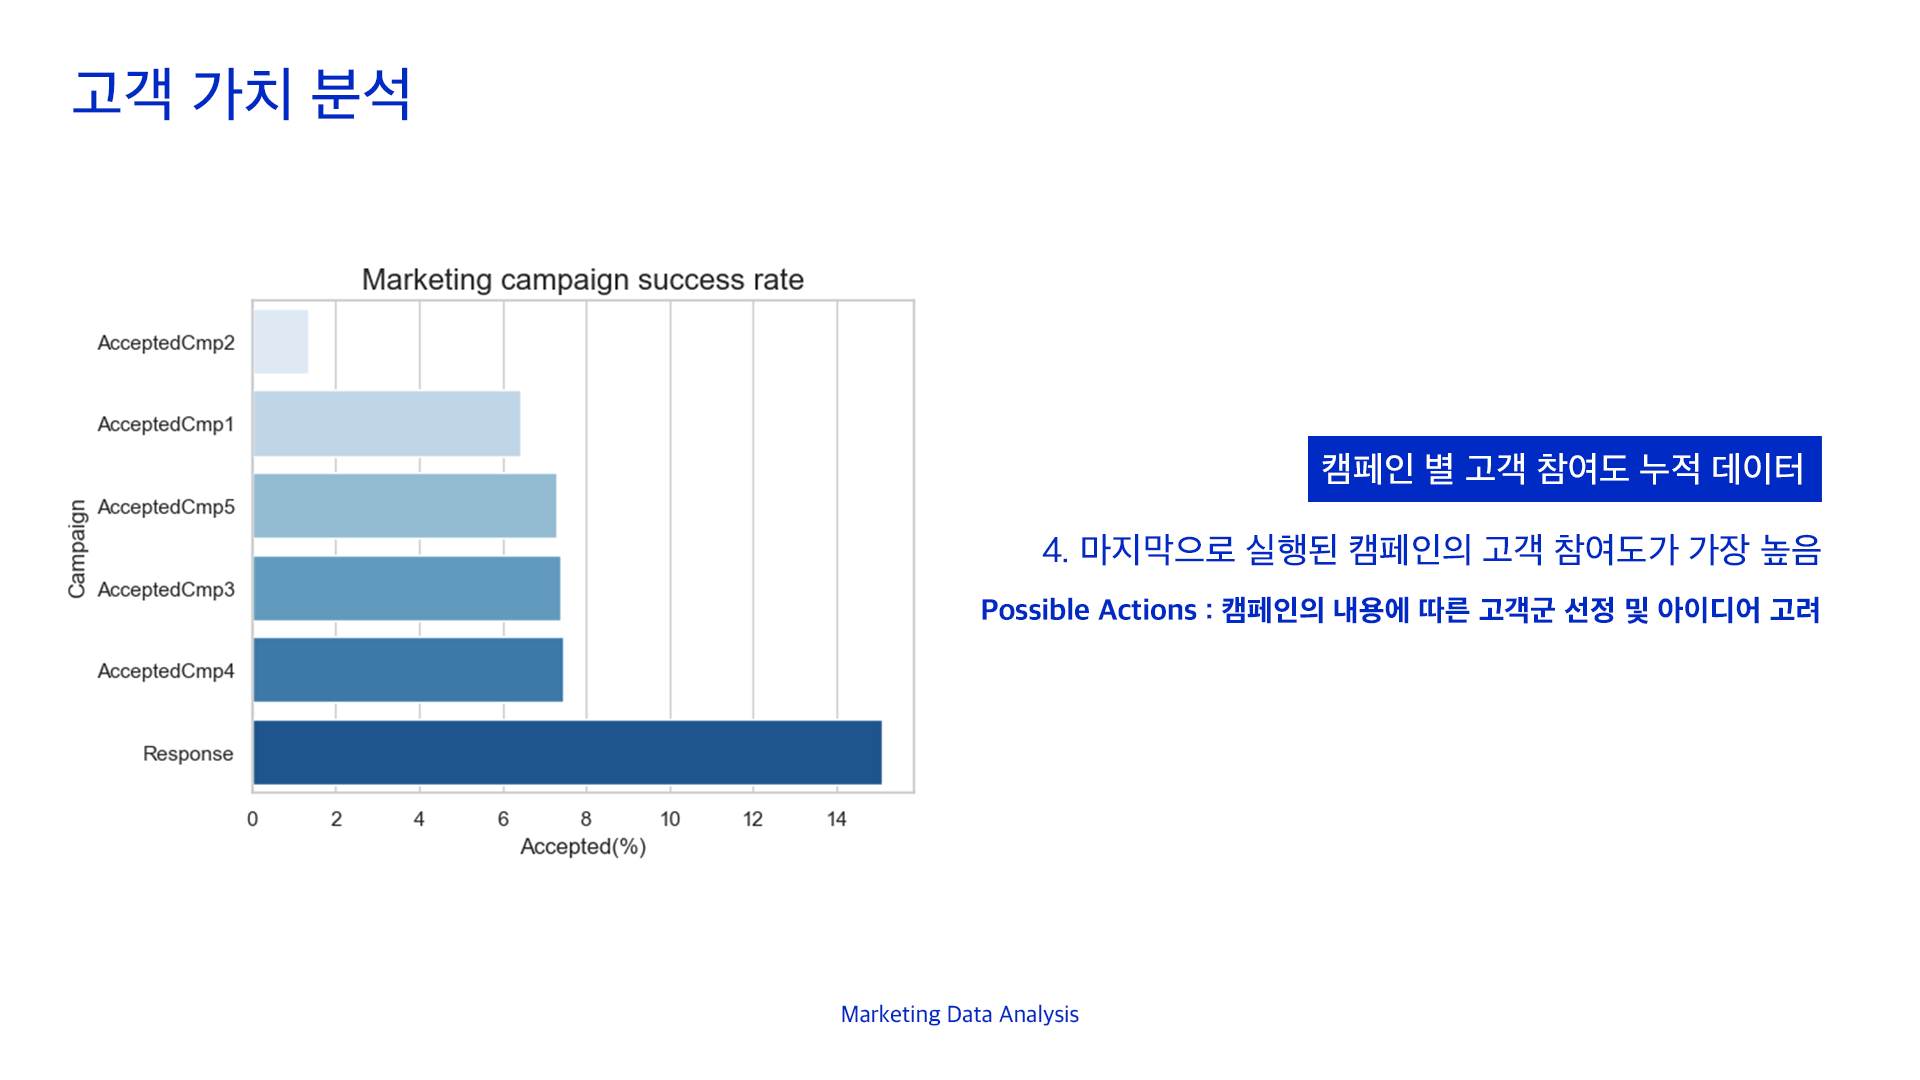 고객 가치 분석
Marketing campaign success rate
Campaign
AcceptedCmp2
AcceptedCmp1
AcceptedCmp5
AcceptedCmp3
AcceptedCmp4
Response
0 2 4 6 8 10 12 14
Accepted(%)
캠페인 별 고객 참여도 누적 데이터
4. 마지막으로 실행된 캠페인의 고객 참여도가 가장 높음
Possible Actions : 캠페인의 내용에 따른 고객군 선정 및 아이디어 고려
Marketing Data Analysis